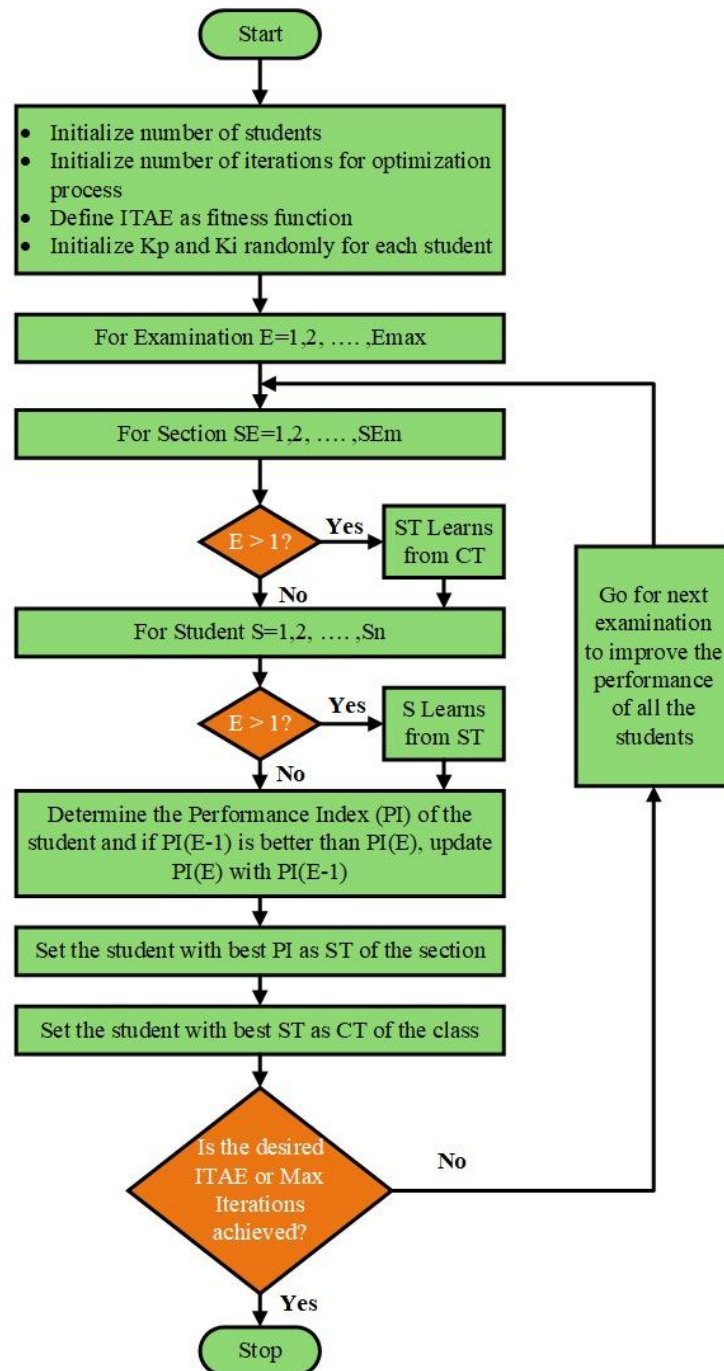 Start
• Initialize number of students
• Initialize number of iterations for optimization
process
• Define ITAE as fitness function
• Initialize Kp and Ki randomly for each student
For Examination E=1,2, …. ,Emax
For Section SE=1,2, …. ,SEm
E > 1?
Yes
ST Learns
from CT
No
For Student S=1,2, …. ,Sn
E > 1?
Yes
S Learns
from ST
No
Go for next
examination
to improve the
performance
of all the
students
Determine the Performance Index (PI) of the
student and if PI(E-1) is better than PI(E), update
PI(E) with PI(E-1)
Set the student with best PI as ST of the section
Set the student with best ST as CT of the class
Is the desired
ITAE or Max
Iterations
achieved?
No
Yes
Stop